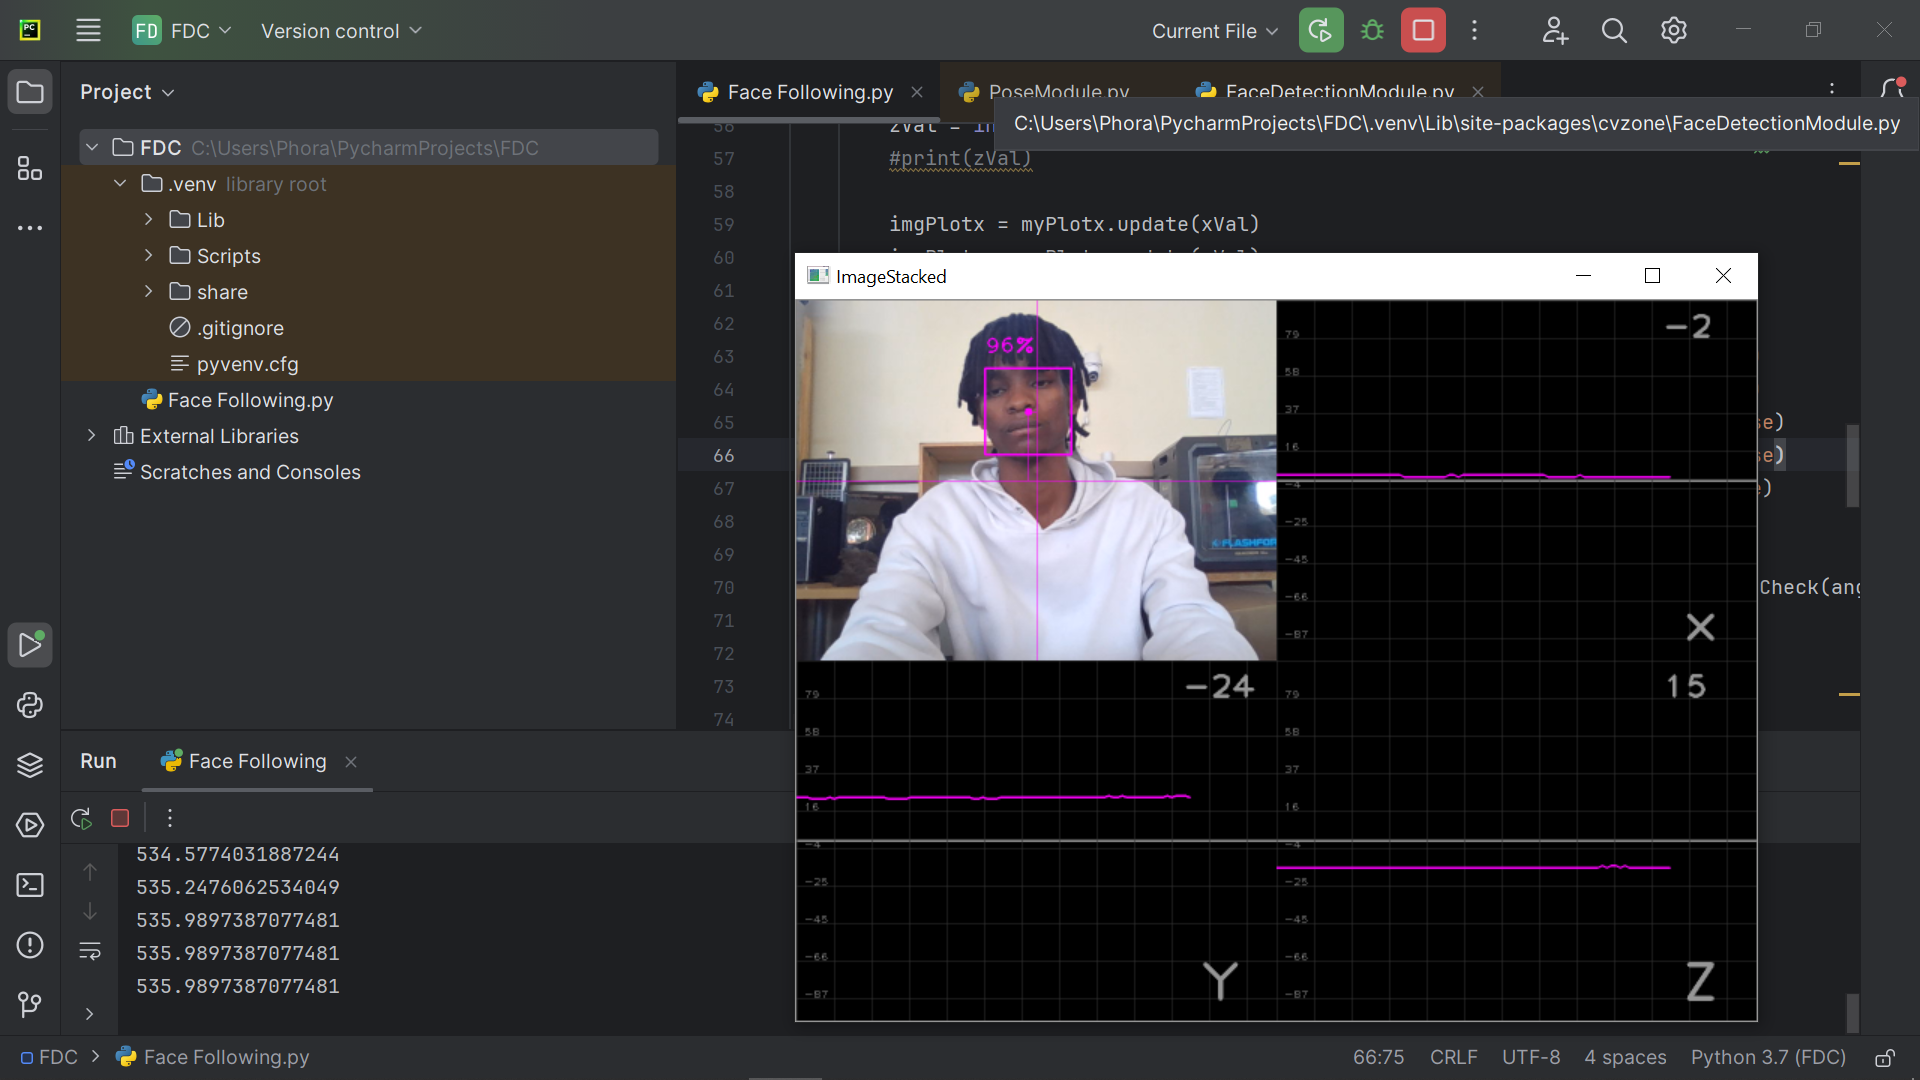 PC
FD FDC
Version control
Current File
Project
Face Following.py
PoseModule.py
FaceDetectionModule.py
C:\Users\Phora\PycharmProjects\FDC\.venv\Lib\site-packages\cvzone\FaceDetectionModule.py
FDC C:\Users\Phora\PycharmProjects\FDC
.venv library root
Lib
Scripts
share
.gitignore
pyvenv.cfg
Face Following.py
External Libraries
Scratches and Consoles
56
57 #print(zVal)
58
59 imgPlotx = myPlotx.update(xVal)
60
61
62
63
64
65 se)
66 se)
67 e)
68
69
70 Check(ang
71
72
73
74
ImageStacked
96%
FLASHFOR
-2
79
58
37
16
-4
-25
-45
-66
-87
X
-24
79
58
37
16
-4
-25
-45
-66
-87
Y
15
79
58
37
16
-4
-25
-45
-66
-87
Z
Run Face Following
534.5774031887244
535.2476062534049
535.9897387077481
535.9897387077481
535.9897387077481
FDC > Face Following.py
66:75 CRLF UTF-8 4 spaces Python 3.7 (FDC)